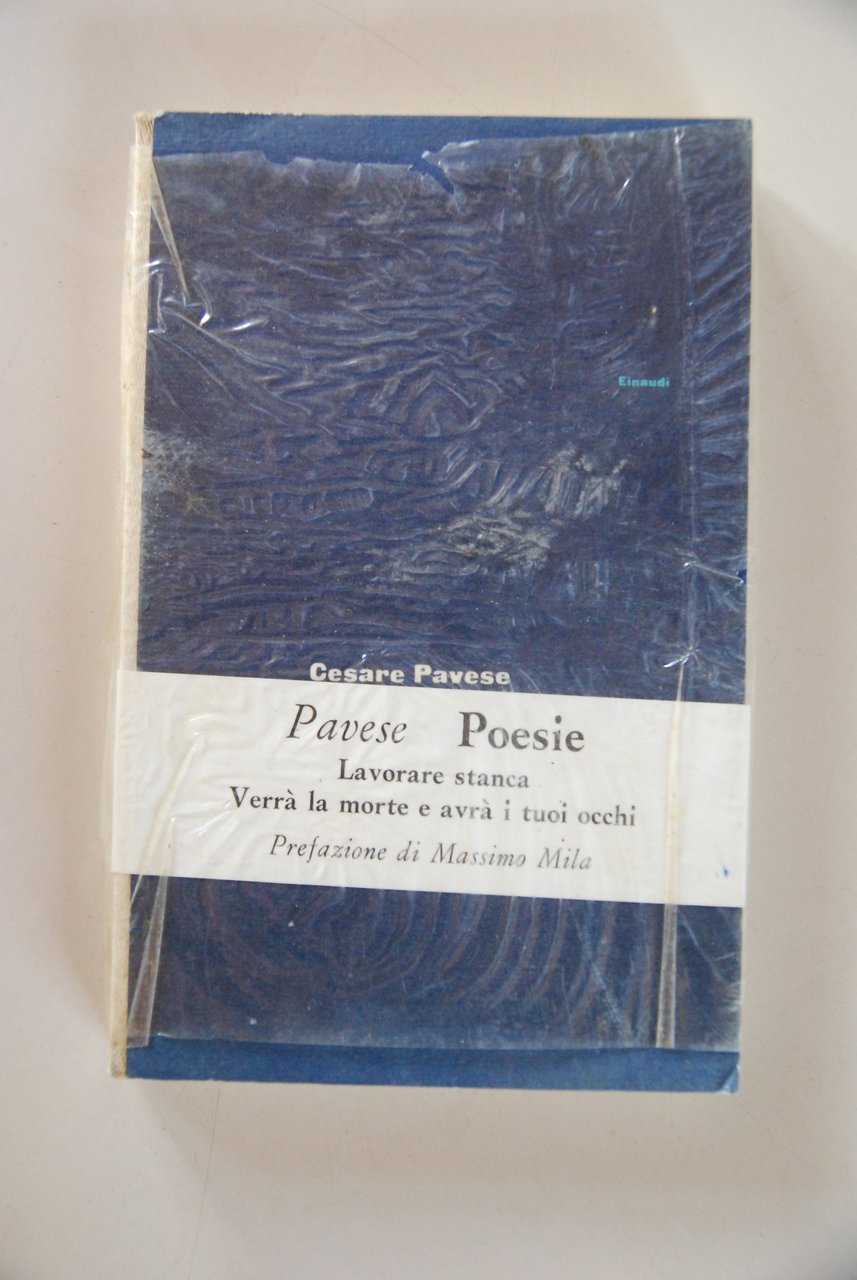 Einaudi
Cesare Pavese
Pavese Poesie
Lavorare stanca
Verrà la morte e avrà i tuoi occhi
Prefazione di Massimo Mila